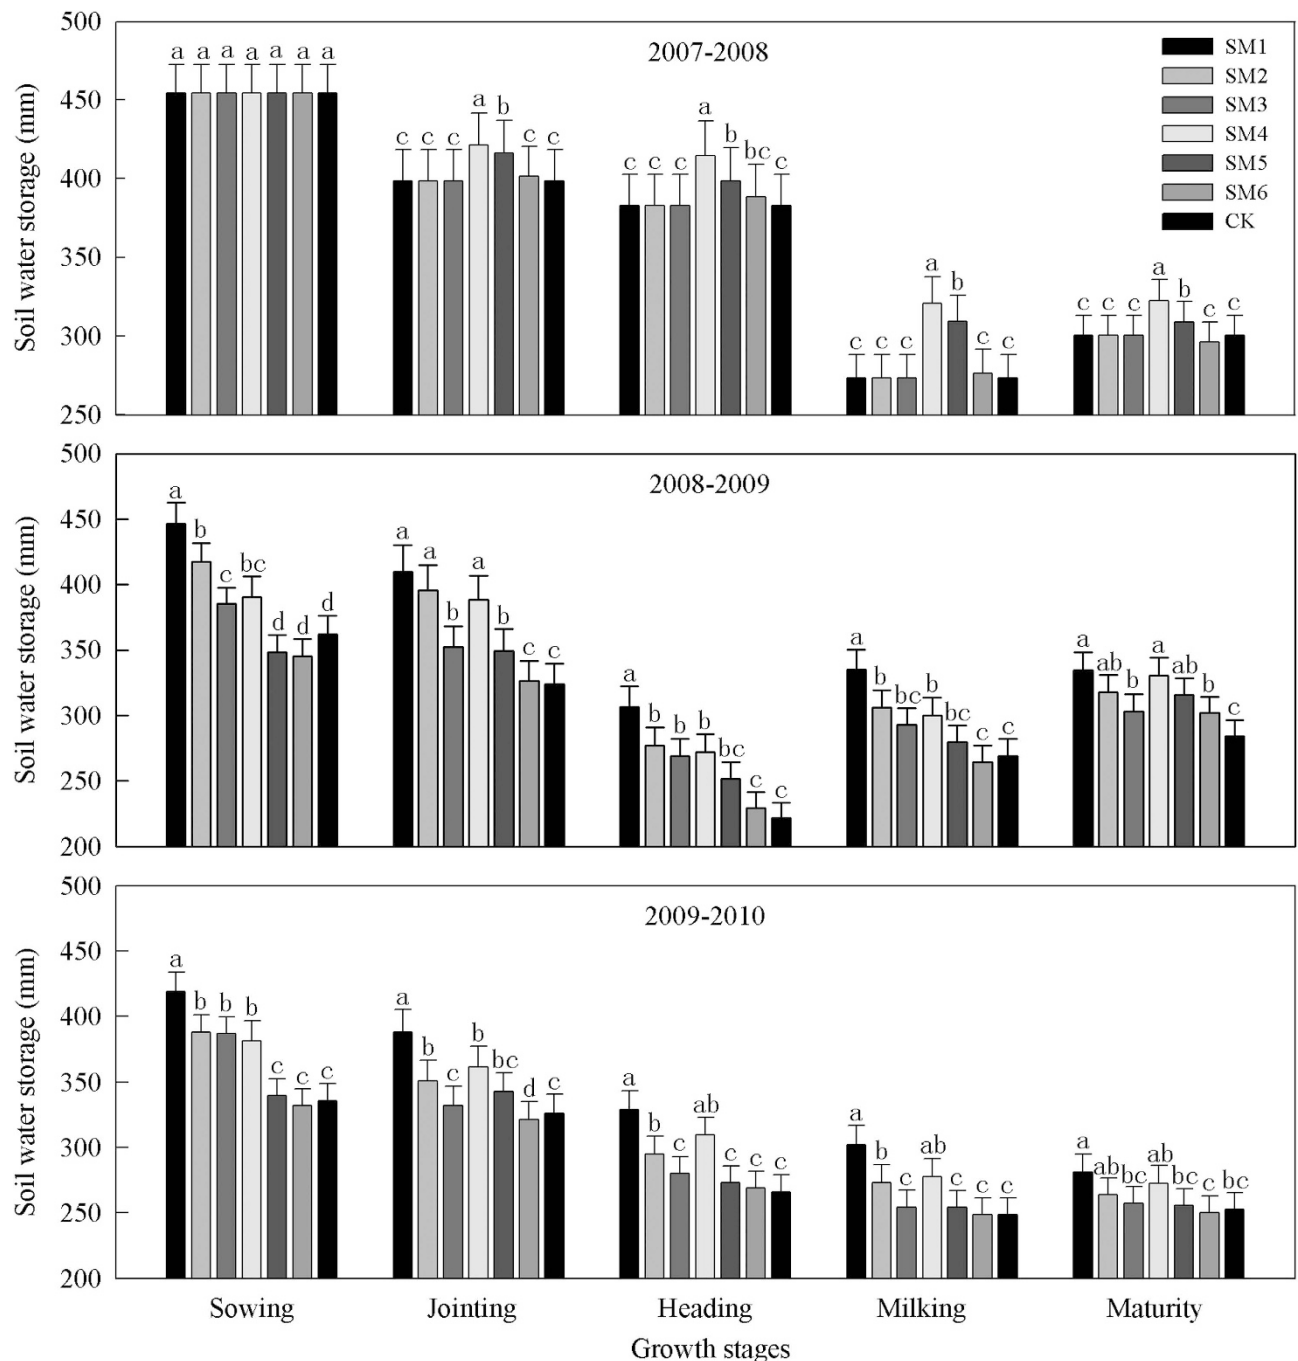 500
2007-2008
SM1
SM2
SM3
SM4
SM5
SM6
CK
a a a a a a a
450
c c c a b c c
400
c c c a b bc c
350
c c c a b c c
300
c c c a b c c
250
Soil water storage (mm)
500
2008-2009
450
a b c bc d d d
400
a a b a b c c
350
a b b b bc c c
300
a b bc b bc c c
250
a ab b a ab b c
200
Soil water storage (mm)
500
2009-2010
450
a b b b c c c
400
a b c b bc d c
350
a b c ab c c c
300
a b c ab c c c
250
a ab bc ab bc c bc
200
Soil water storage (mm)
Sowing Jointing Heading Milking Maturity
Growth stages